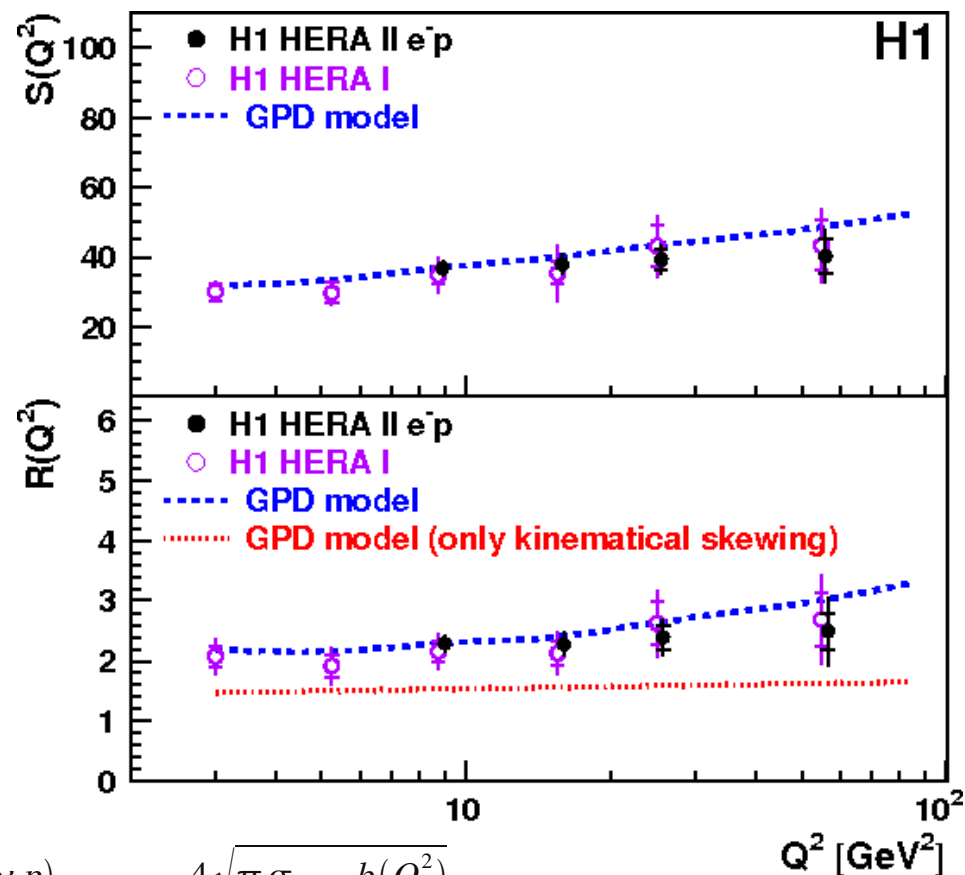 H1
S(Q²)
100
80
60
40
20
H1 HERA II e⁻p
H1 HERA I
GPD model
R(Q²)
6
5
4
3
2
1
0
H1 HERA II e⁻p
H1 HERA I
GPD model
GPD model (only kinematical skewing)
10
10²
Q² [GeV²]
4√π σ b(Q²)